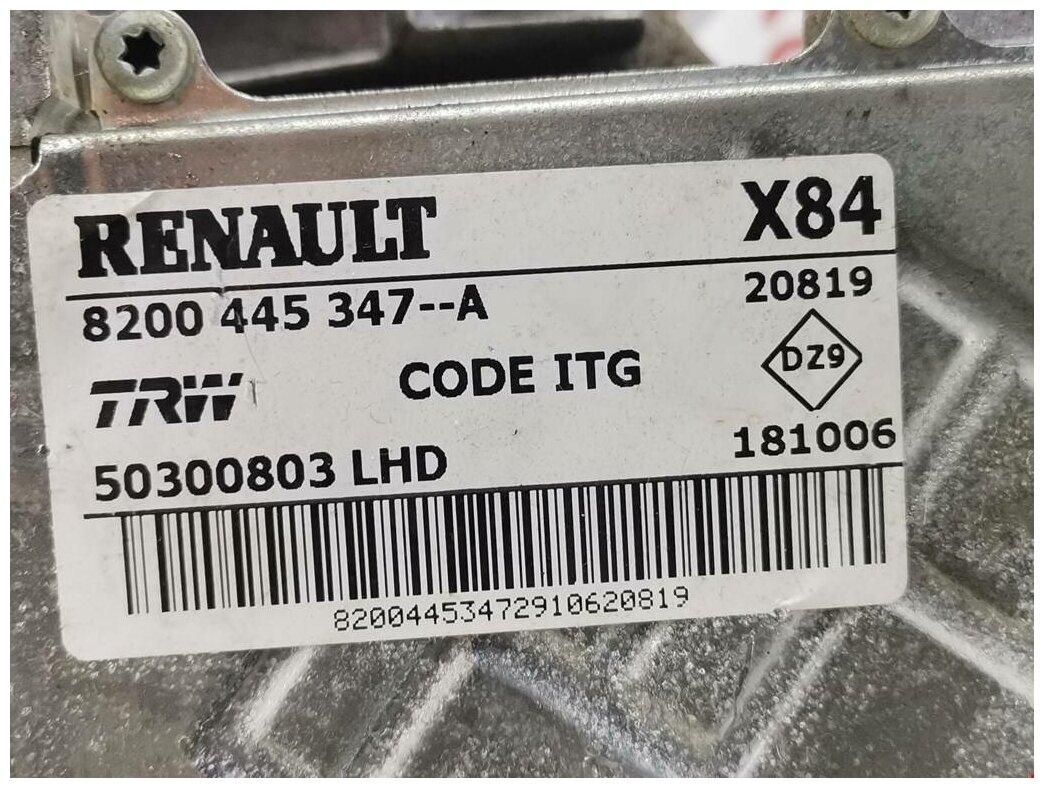 RENAULT X84
8200 445 347--A 20819
TRW CODE ITG DZ9
50300803 LHD 181006
82004453472910620819